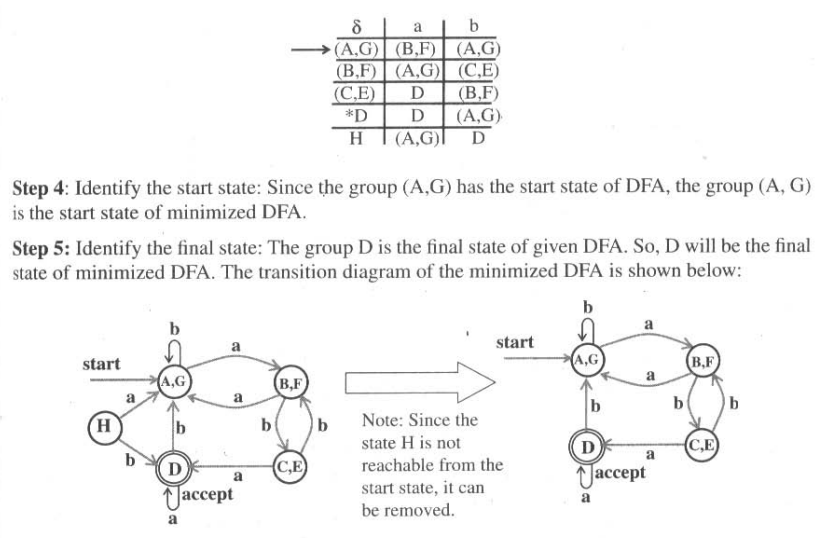 δ a b
(A,G) (B,F) (A,G)
(B,F) (A,G) (C,E)
(C,E) D (B,F)
*D D (A,G)
H (A,G) D
Step 4: Identify the start state: Since the group (A,G) has the start state of DFA, the group (A, G)
is the start state of minimized DFA.
Step 5: Identify the final state: The group D is the final state of given DFA. So, D will be the final
state of minimized DFA. The transition diagram of the minimized DFA is shown below:
b
a
start
A,G
B,F
a
a
H
b
b
b
b
D
a
C,E
accept
a
Note: Since the
state H is not
reachable from the
start state, it can
be removed.
b
a
start
A,G
B,F
a
b
b
b
D
a
C,E
accept
a